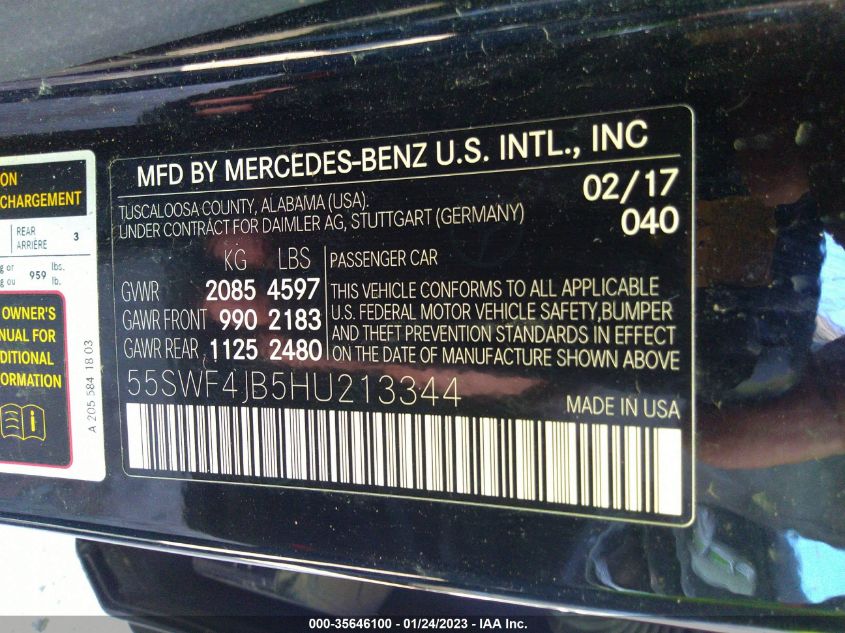 ON
CHARGEMENT
REAR
ARRIÈRE 3
g or
g ou 959 lbs.
lb.
OWNER'S
NUAL FOR
DITIONAL
ORMATION
A 205 584 18 03
MFD BY MERCEDES-BENZ U.S. INTL., INC
TUSCALOOSA COUNTY, ALABAMA (USA).
UNDER CONTRACT FOR DAIMLER AG, STUTTGART (GERMANY)
02/17
040
KG LBS
GVWR 2085 4597
GAWR FRONT 990 2183
GAWR REAR 1125 2480
PASSENGER CAR
THIS VEHICLE CONFORMS TO ALL APPLICABLE
U.S. FEDERAL MOTOR VEHICLE SAFETY,BUMPER
AND THEFT PREVENTION STANDARDS IN EFFECT
ON THE DATE OF MANUFACTURE SHOWN ABOVE
55SWF4JB5HU213344
MADE IN USA
000-35646100 - 01/24/2023 - IAA Inc.